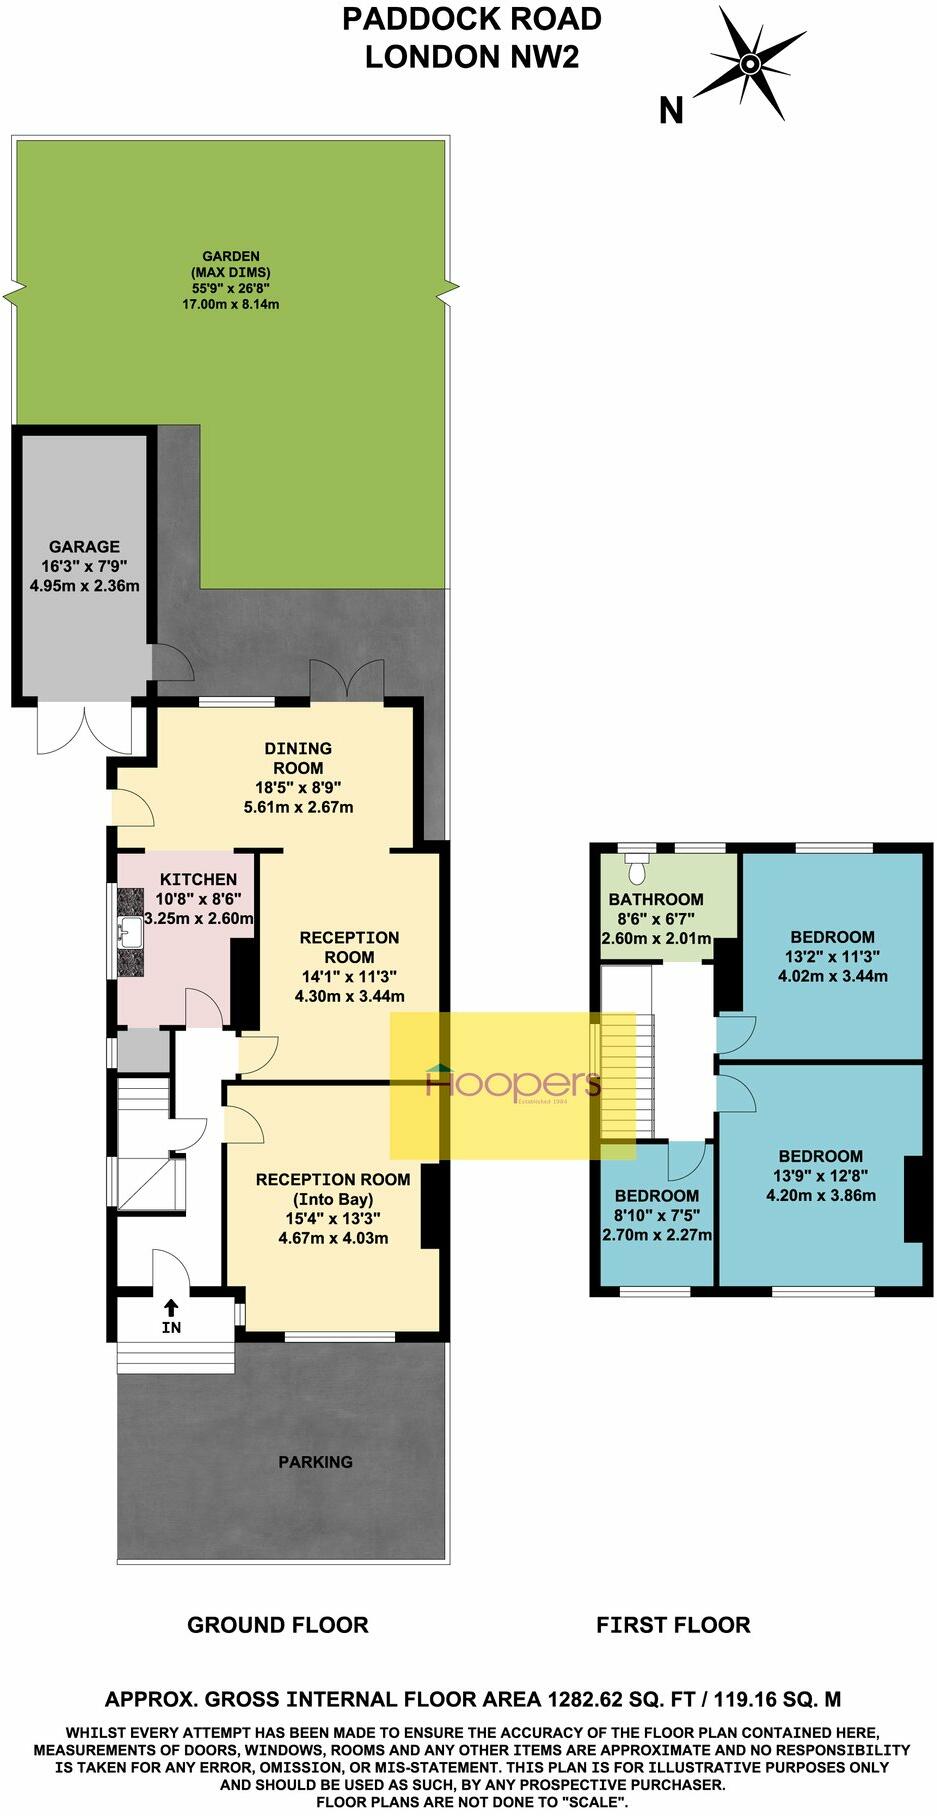 PADDOCK ROAD
LONDON NW2
N
GARDEN
(MAX DIMS)
55'9" x 26'8"
17.00m x 8.14m
GARAGE
16'3" x 7'9"
4.95m x 2.36m
DINING
ROOM
18'5" x 8'9"
5.61m x 2.67m
KITCHEN
10'8" x 8'6"
3.25m x 2.60m
RECEPTION
ROOM
14'1" x 11'3"
4.30m x 3.44m
RECEPTION ROOM
(Into Bay)
15'4" x 13'3"
4.67m x 4.03m
IN
PARKING
Hoopers
Established 1984
BATHROOM
8'6" x 6'7"
2.60m x 2.01m
BEDROOM
13'2" x 11'3"
4.02m x 3.44m
BEDROOM
13'9" x 12'8"
4.20m x 3.86m
BEDROOM
8'10" x 7'5"
2.70m x 2.27m
GROUND FLOOR
FIRST FLOOR
APPROX. GROSS INTERNAL FLOOR AREA 1282.62 SQ. FT / 119.16 SQ. M
WHILST EVERY ATTEMPT HAS BEEN MADE TO ENSURE THE ACCURACY OF THE FLOOR PLAN CONTAINED HERE,
MEASUREMENTS OF DOORS, WINDOWS, ROOMS AND ANY OTHER ITEMS ARE APPROXIMATE AND NO RESPONSIBILITY
IS TAKEN FOR ANY ERROR, OMISSION, OR MIS-STATEMENT. THIS PLAN IS FOR ILLUSTRATIVE PURPOSES ONLY
AND SHOULD BE USED AS SUCH, BY ANY PROSPECTIVE PURCHASER.
FLOOR PLANS ARE NOT DONE TO "SCALE".